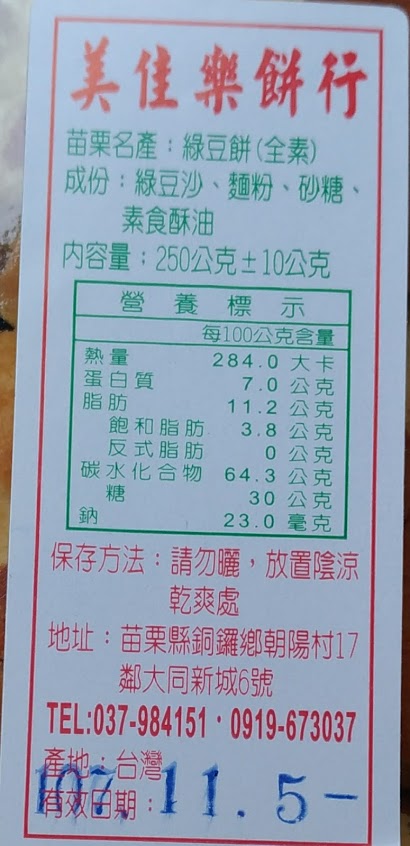 美佳樂餅行
苗栗名產：綠豆餅(全素)
成份：綠豆沙、麵粉、砂糖、
素食酥油
內容量：250公克±10公克
營養標示
每100公克含量
熱量 284.0 大卡
蛋白質 7.0 公克
脂肪 11.2 公克
飽和脂肪 3.8 公克
反式脂肪 0 公克
碳水化合物 64.3 公克
糖 30 公克
鈉 23.0 毫克
保存方法：請勿曬，放置陰涼
乾爽處
地址：苗栗縣銅鑼鄉朝陽村17
鄰大同新城6號
TEL:037-984151·0919-673037
產地：台灣
有效日期：
107.11.5-